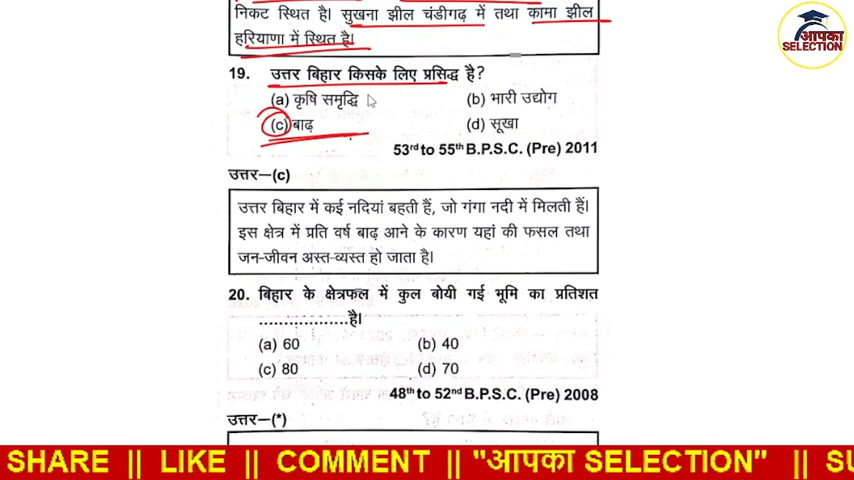 निकट स्थित है। सुखना झील चंडीगढ़ में तथा कामा झील
हरियाणा में स्थित है।
आपका
SELECTION
19. उत्तर बिहार किसके लिए प्रसिद्ध है?
(a) कृषि समृद्धि (b) भारी उद्योग
(c) बाढ़ (d) सूखा
53rd to 55th B.P.S.C. (Pre) 2011
उत्तर—(c)
उत्तर बिहार में कई नदियां बहती हैं, जो गंगा नदी में मिलती हैं।
इस क्षेत्र में प्रति वर्ष बाढ़ आने के कारण यहां की फसल तथा
जन-जीवन अस्त-व्यस्त हो जाता है।
20. बिहार के क्षेत्रफल में कुल बोयी गई भूमि का प्रतिशत
..................है।
(a) 60 (b) 40
(c) 80 (d) 70
48th to 52nd B.P.S.C. (Pre) 2008
उत्तर—(*)
SHARE || LIKE || COMMENT || "आपका SELECTION" || SU